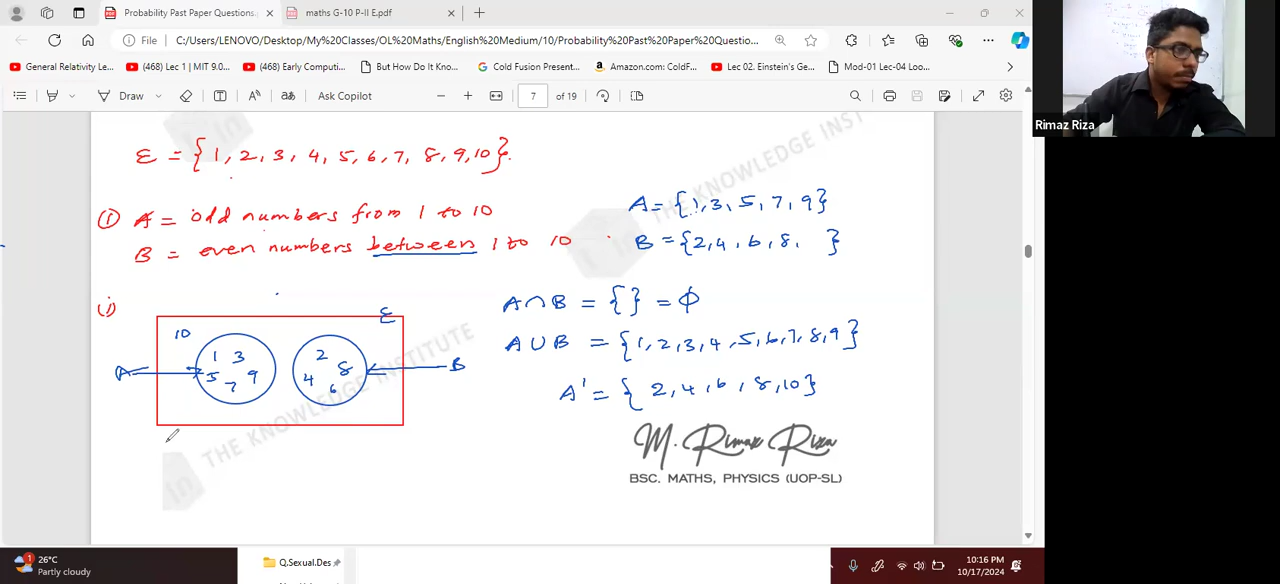 Probability Past Paper Questions.
maths G-10 P-II E.pdf
File
C:/Users/LENOVO/Desktop/My%20Classes/OL%20Maths/English%20Medium/10/Probability%20Past%20Paper%20Questio...
General Relativity Le...
(468) Lec 1 | MIT 9.0...
(468) Early Computi...
But How Do It Kno...
Cold Fusion Present...
Amazon.com: ColdF...
Lec 02. Einstein's Ge...
Mod-01 Lec-04 Loo...
Draw
Ask Copilot
7 of 19
Rimaz Riza
ε = { 1, 2, 3, 4, 5, 6, 7, 8, 9, 10 }.
① A = odd numbers from 1 to 10
B = even numbers between 1 to 10
A = {1, 3, 5, 7, 9}
B = {2, 4, 6, 8, }
(i)
ε
10
1 3
5 7 9
2
4 8
6
A
B
A ∩ B = { } = ϕ
A ∪ B = {1, 2, 3, 4, 5, 6, 7, 8, 9}
A' = { 2, 4, 6, 8, 10}
THE KNOWLEDGE INSTITUTE
THE KNOWLEDGE INST
M. Rimaz Riza
BSC. MATHS, PHYSICS (UOP-SL)
26°C
Partly cloudy
Q.Sexual.Des
10:16 PM
10/17/2024